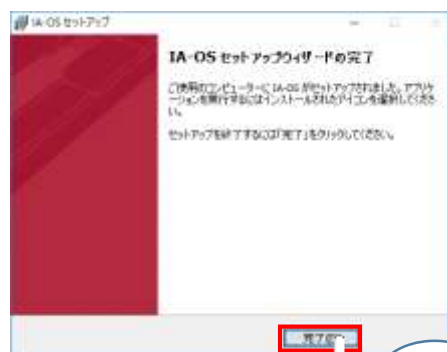 IA-OS セットアップ
IA-OS セットアップウィザードの完了
ご使用のコンピューターに IA-OS がセットアップされました。アプリケ
ーションを実行するにはインストールされたアイコンを選択してくださ
い。
セットアップを終了するには「完了」をクリックしてください。
完了(F)